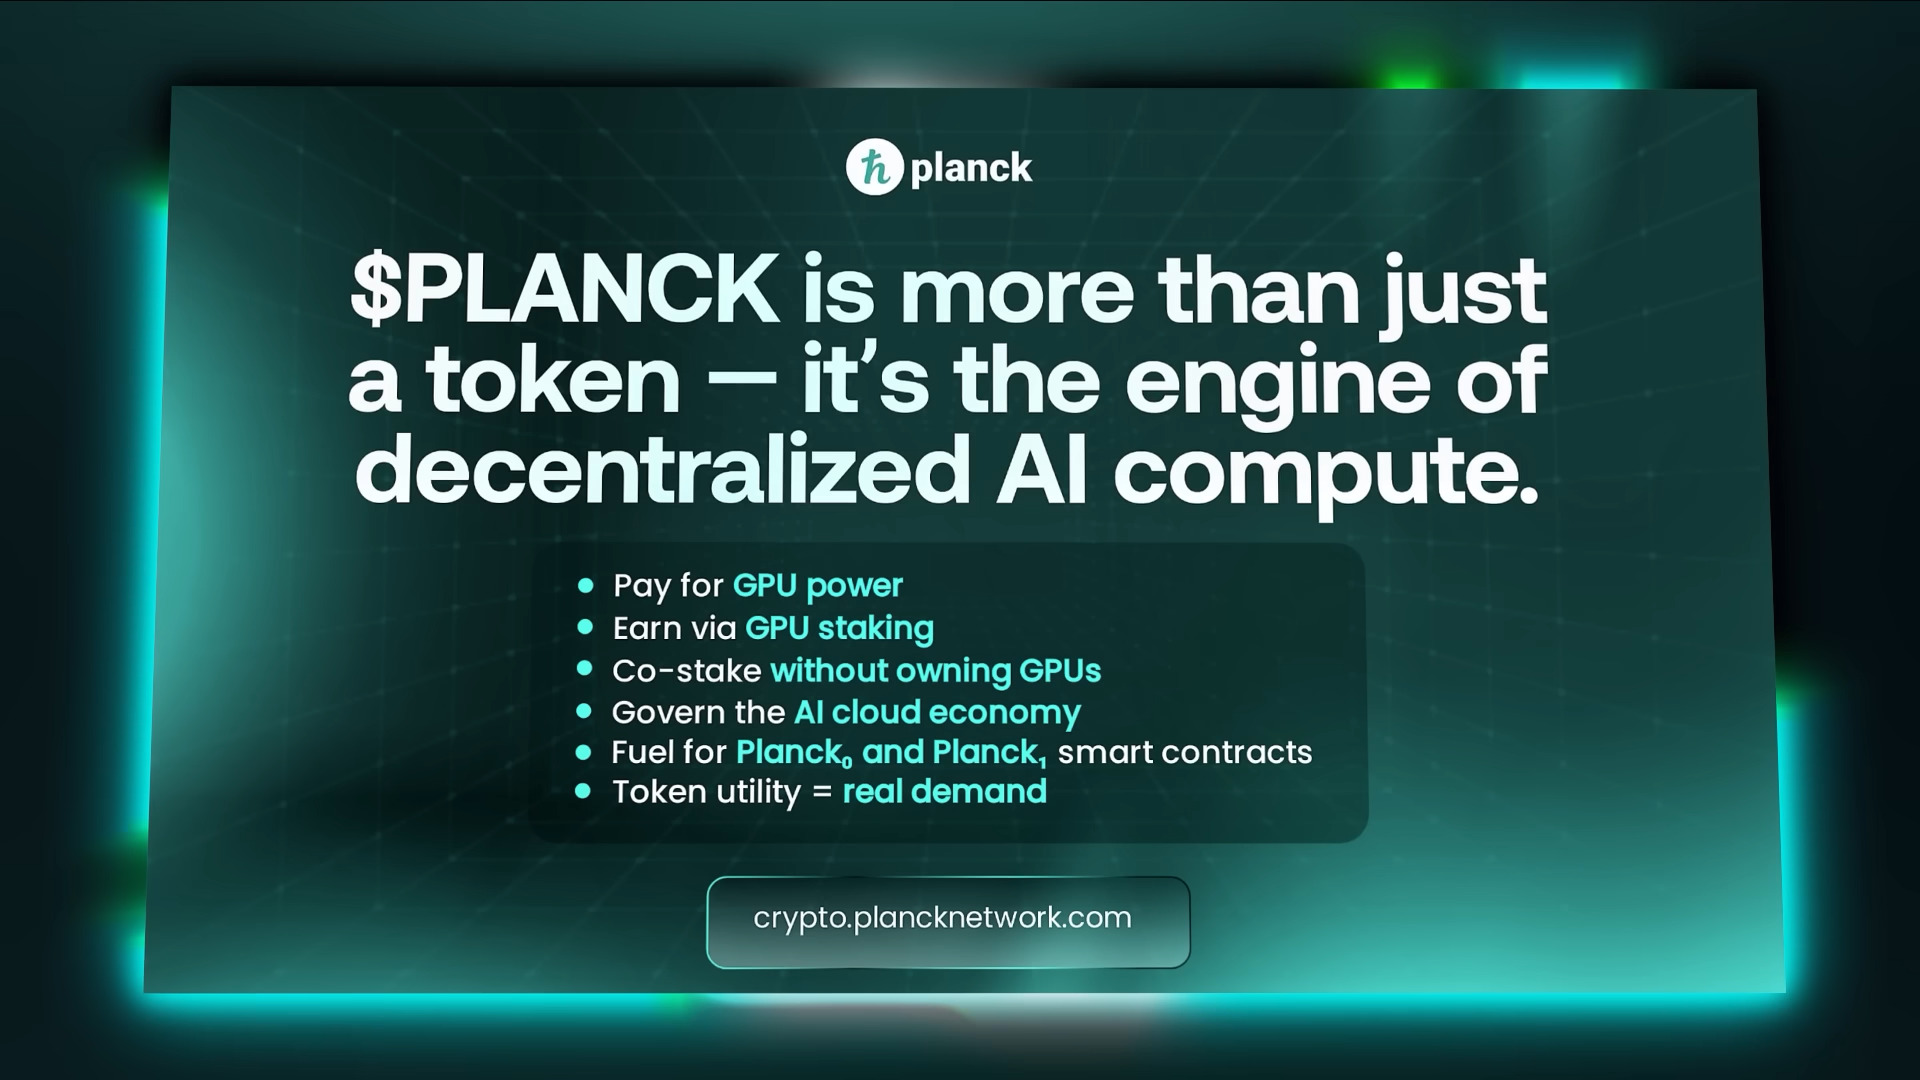 ħ planck
$PLANCK is more than just
a token — it’s the engine of
decentralized AI compute.
• Pay for GPU power
• Earn via GPU staking
• Co-stake without owning GPUs
• Govern the AI cloud economy
• Fuel for Planck₀ and Planck₁ smart contracts
• Token utility = real demand
crypto.plancknetwork.com